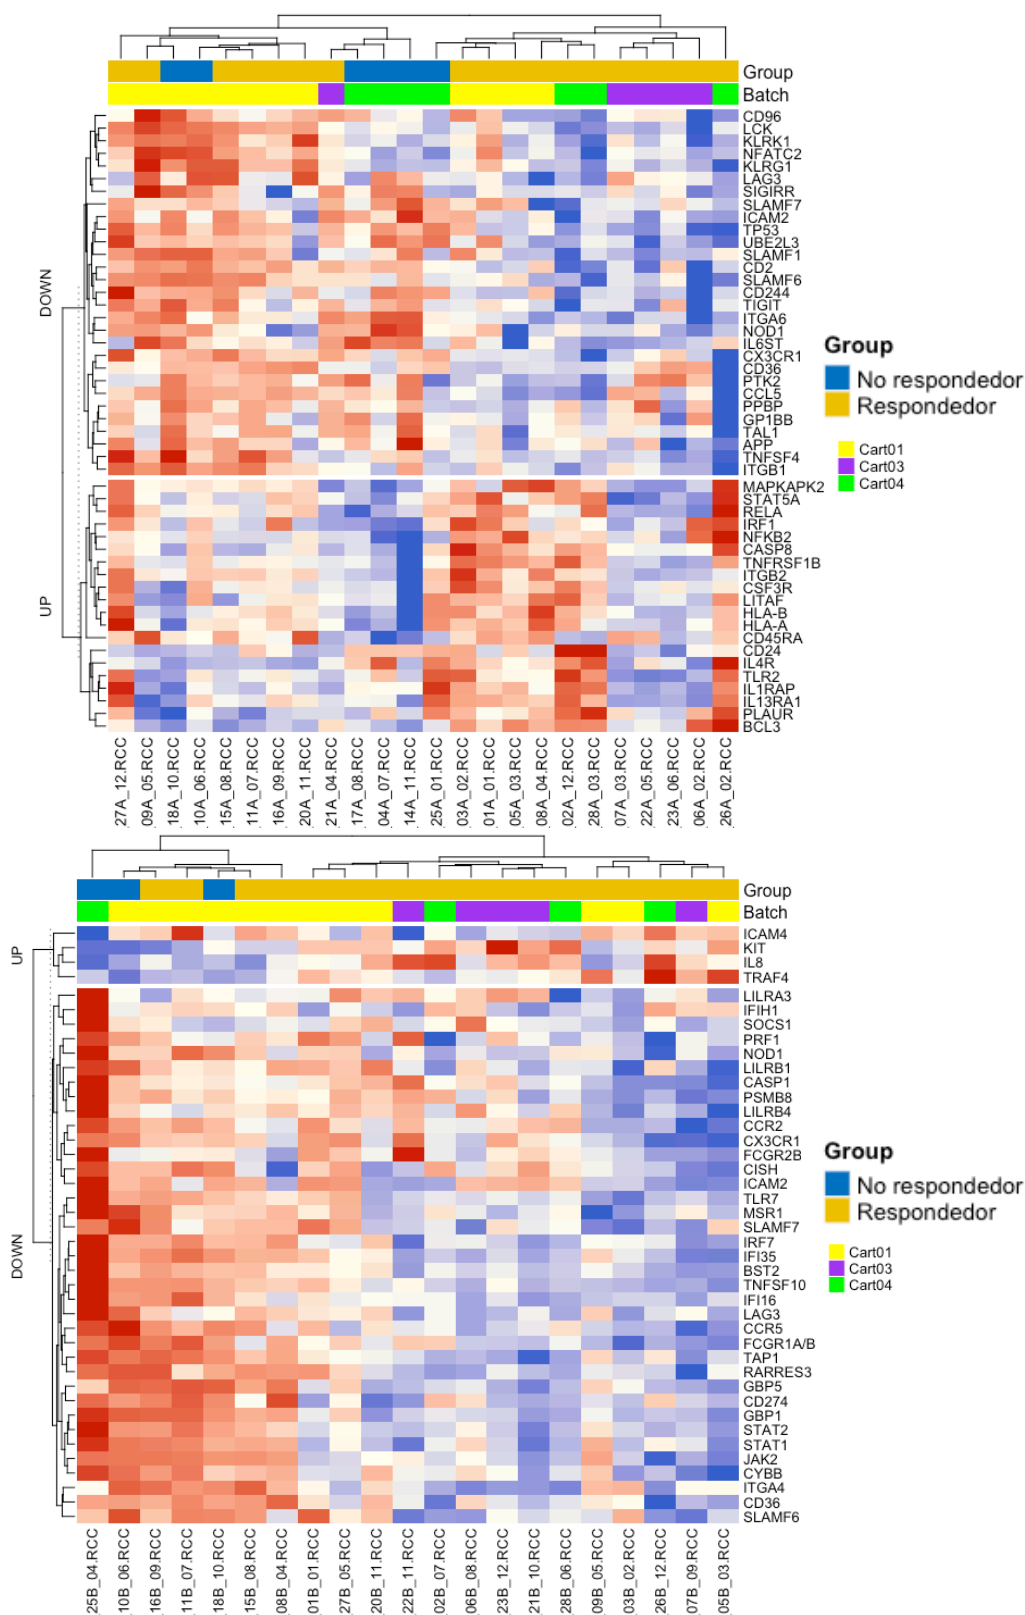 Group
Batch
CD96
LCK
KLRK1
NFATC2
KLRG1
LAG3
SIGIRR
SLAMF7
ICAM2
TP53
UBE2L3
SLAMF1
CD2
SLAMF6
CD244
TIGIT
ITGA6
NOD1
IL6ST
CX3CR1
CD36
PTK2
CCL5
PPBP
GP1BB
TAL1
APP
TNFSF4
ITGB1
DOWN
MAPKAPK2
STAT5A
RELA
IRF1
NFKB2
CASP8
TNFRSF1B
ITGB2
CSF3R
LITAF
HLA-B
HLA-A
CD45RA
CD24
IL4R
TLR2
IL1RAP
IL13RA1
PLAUR
BCL3
UP
27A_12.RCC
09A_05.RCC
18A_10.RCC
10A_06.RCC
15A_08.RCC
11A_07.RCC
16A_09.RCC
20A_11.RCC
21A_04.RCC
17A_08.RCC
04A_07.RCC
14A_11.RCC
25A_01.RCC
03A_02.RCC
01A_01.RCC
05A_03.RCC
08A_04.RCC
02A_12.RCC
28A_03.RCC
07A_03.RCC
22A_05.RCC
23A_06.RCC
06A_02.RCC
26A_02.RCC
Group
No respondedor
Respondedor
Cart01
Cart03
Cart04
Group
Batch
UP
ICAM4
KIT
IL8
TRAF4
DOWN
LILRA3
IFIH1
SOCS1
PRF1
NOD1
LILRB1
CASP1
PSMB8
LILRB4
CCR2
CX3CR1
FCGR2B
CISH
ICAM2
TLR7
MSR1
SLAMF7
IRF7
IFI35
BST2
TNFSF10
IFI16
LAG3
CCR5
FCGR1A/B
TAP1
RARRES3
GBP5
CD274
GBP1
STAT2
STAT1
JAK2
CYBB
ITGA4
CD36
SLAMF6
25B_04.RCC
10B_06.RCC
16B_09.RCC
11B_07.RCC
18B_10.RCC
15B_08.RCC
08B_04.RCC
01B_01.RCC
27B_05.RCC
20B_11.RCC
22B_11.RCC
02B_07.RCC
06B_08.RCC
23B_12.RCC
21B_10.RCC
28B_06.RCC
09B_05.RCC
03B_02.RCC
26B_12.RCC
07B_09.RCC
05B_03.RCC
Group
No respondedor
Respondedor
Cart01
Cart03
Cart04